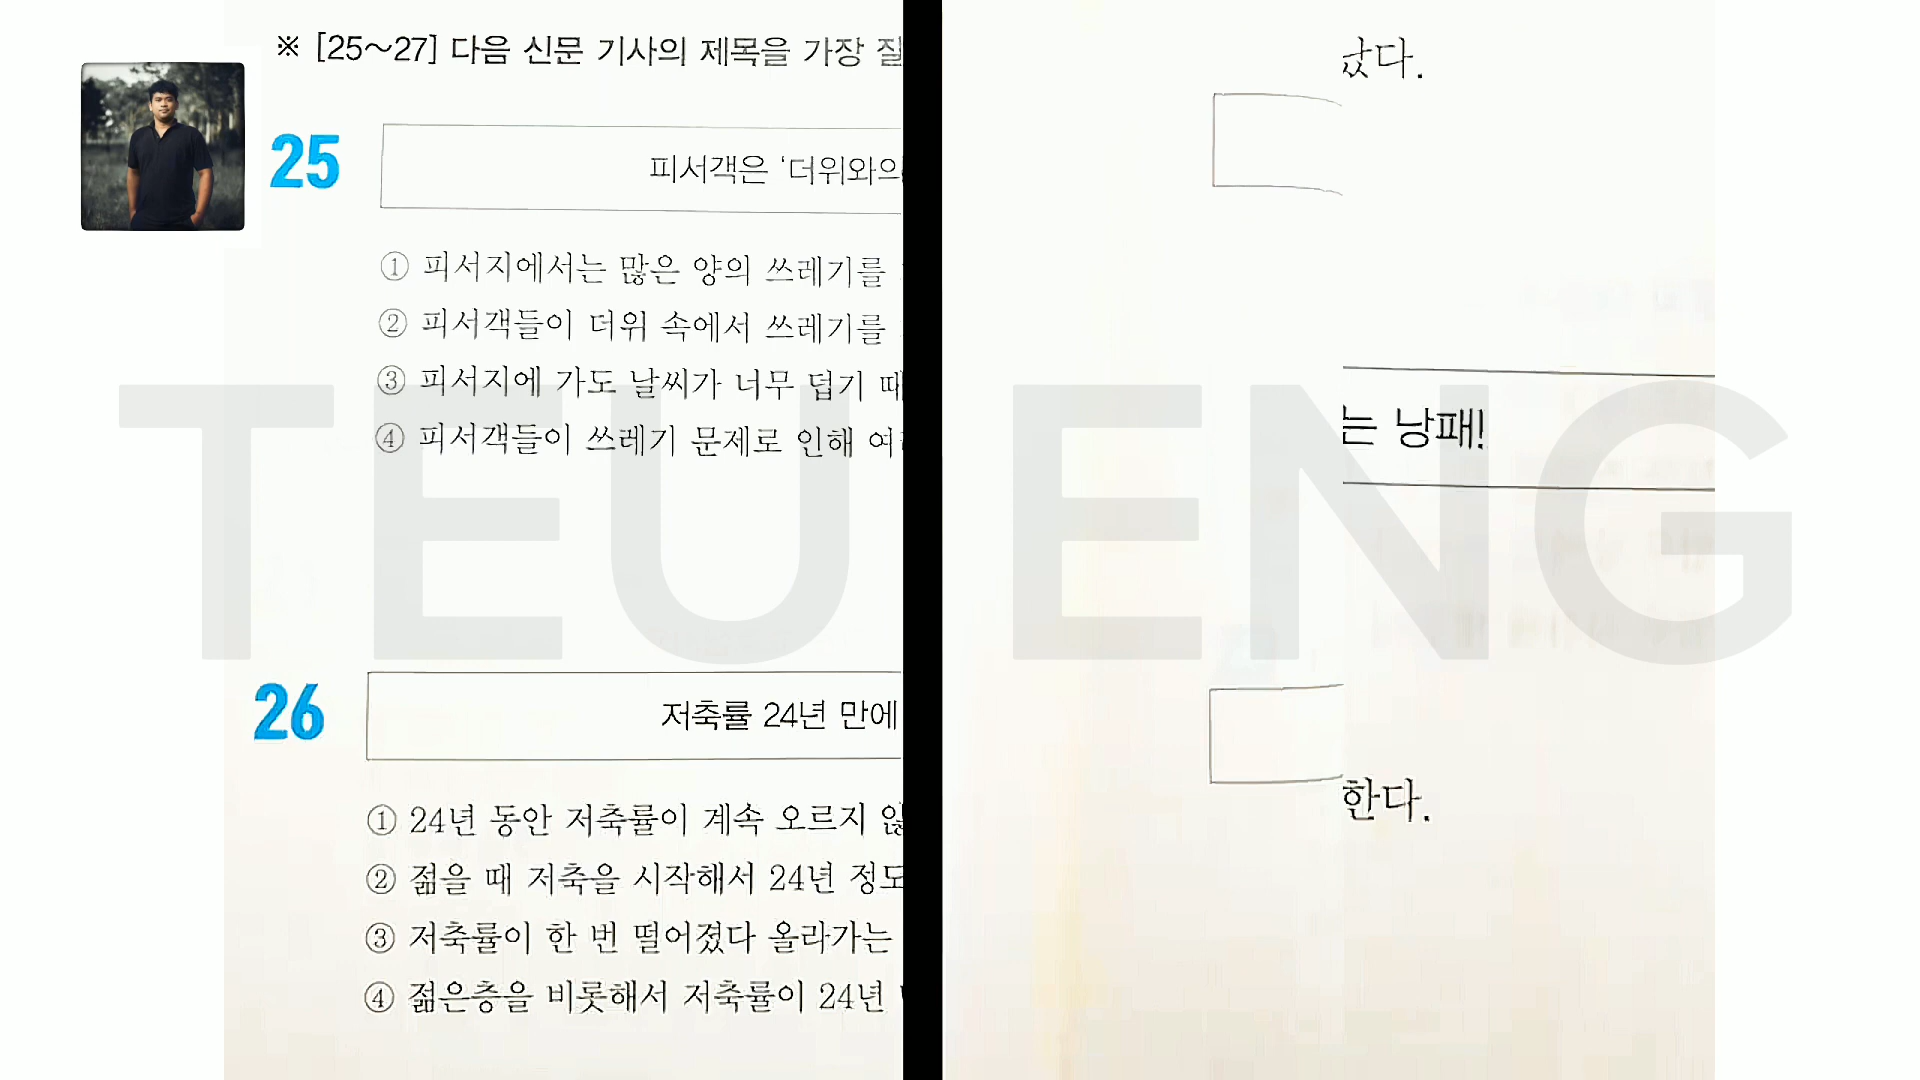 ※ [25～27] 다음 신문 기사의 제목을 가장 잘
25
피서객은 ‘더위와의
① 피서지에서는 많은 양의 쓰레기를
② 피서객들이 더위 속에서 쓰레기를
③ 피서지에 가도 날씨가 너무 덥기 때
④ 피서객들이 쓰레기 문제로 인해
26
저축률 24년 만에
① 24년 동안 저축률이 계속 오르지 않
② 젊을 때 저축을 시작해서 24년 정도
③ 저축률이 한 번 떨어졌다 올라가는
④ 젊은층을 비롯해서 저축률이 24년
났다.
는 낭패!
한다.
TEU ENG